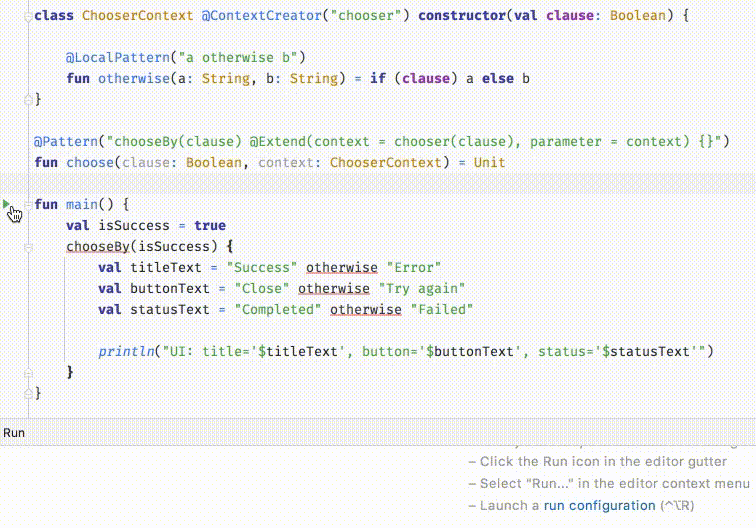 class ChooserContext @ContextCreator("chooser") constructor(val clause: Boolean) {
@LocalPattern("a otherwise b")
fun otherwise(a: String, b: String) = if (clause) a else b
}
@Pattern("chooseBy(clause) @Extend(context = chooser(clause), parameter = context) {}")
fun choose(clause: Boolean, context: ChooserContext) = Unit
fun main() {
val isSuccess = true
chooseBy(isSuccess) {
val titleText = "Success" otherwise "Error"
val buttonText = "Close" otherwise "Try again"
val statusText = "Completed" otherwise "Failed"
println("UI: title='$titleText', button='$buttonText', status='$statusText'")
}
}
Run
– Click the Run icon in the editor gutter
– Select "Run..." in the editor context menu
– Launch a run configuration (^⌥R)